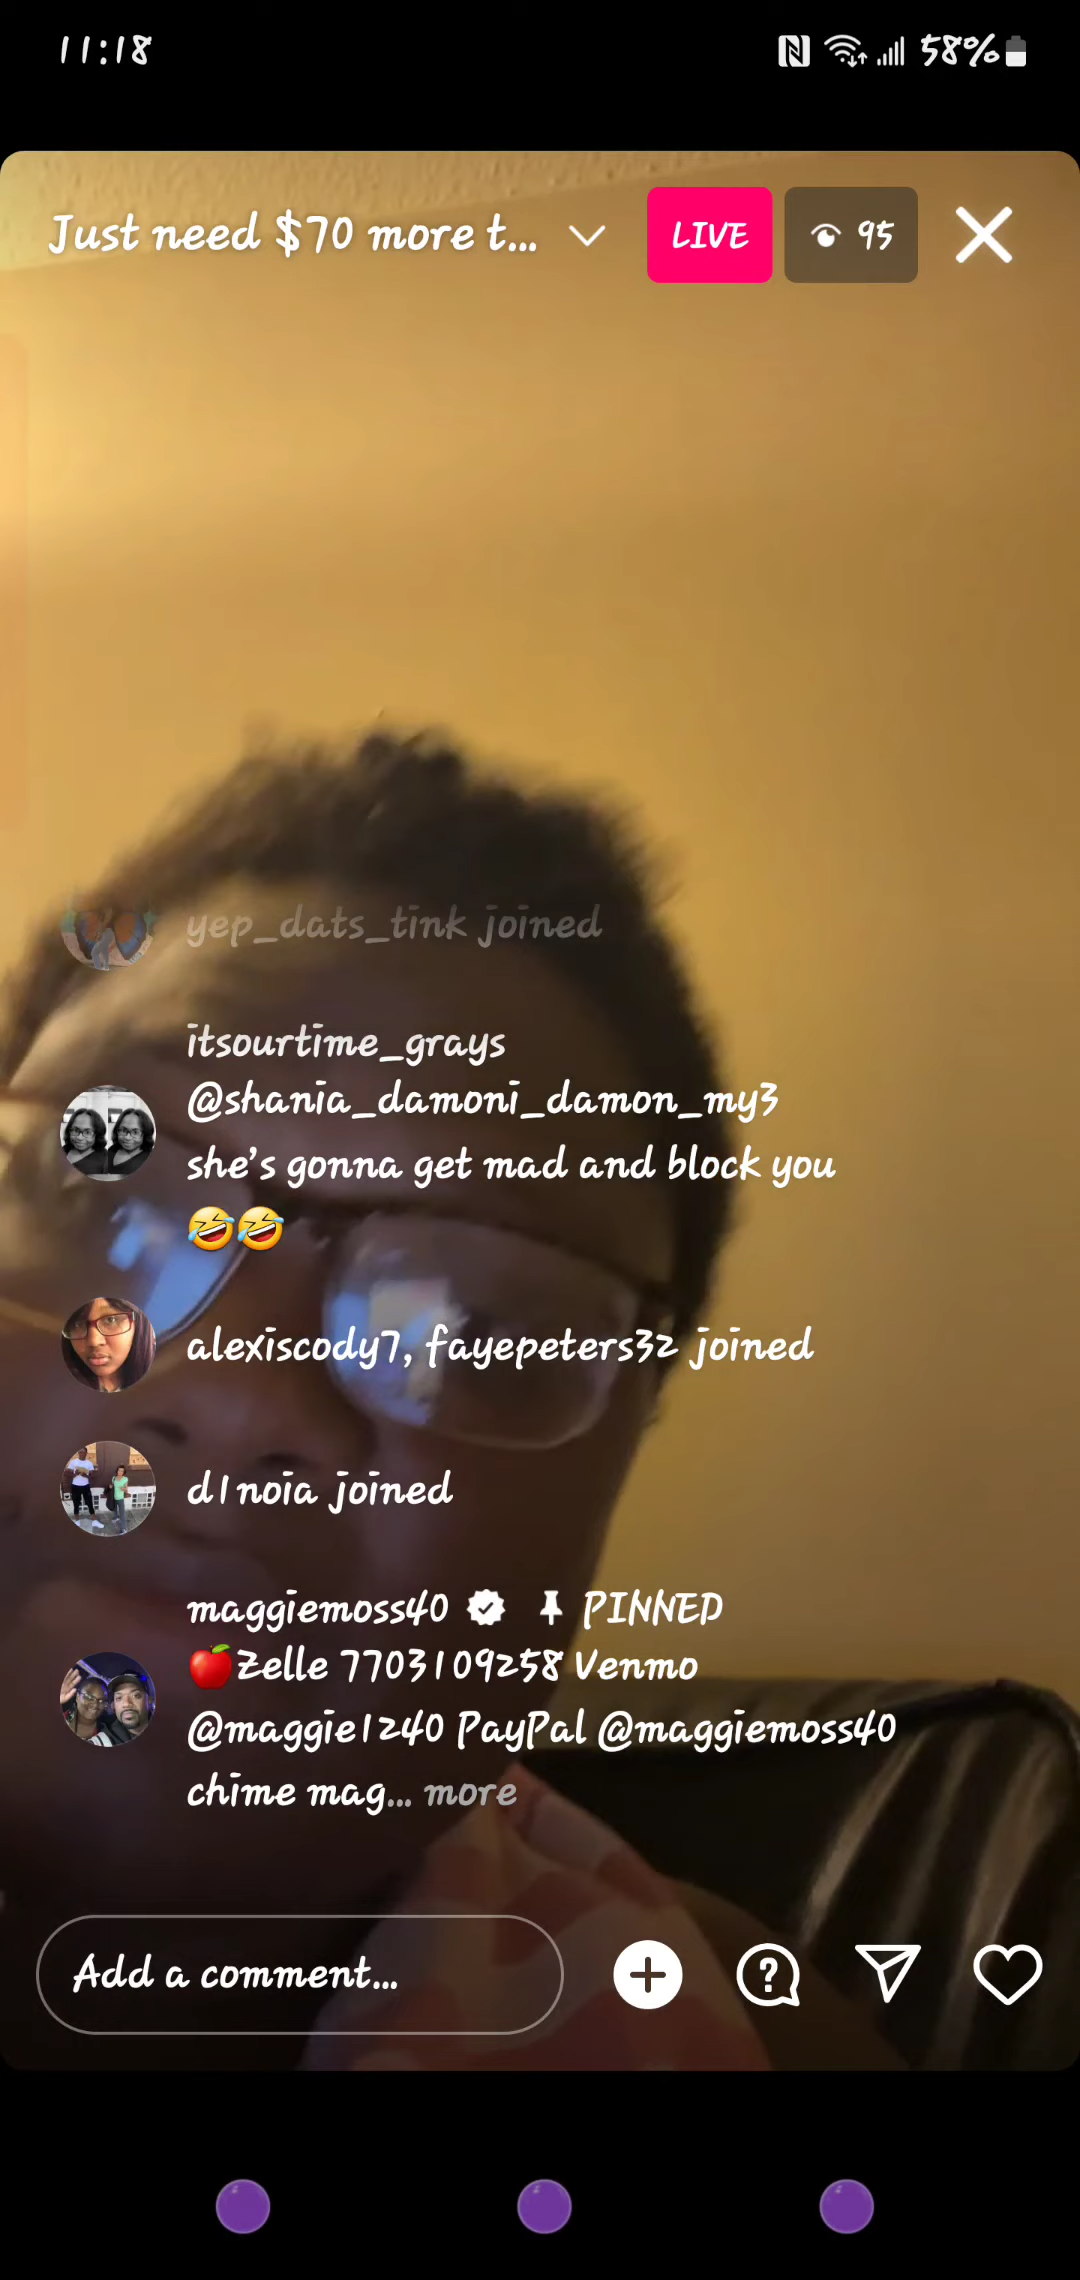 11:18
58%
Just need $70 more t...
LIVE
95
yep_dats_tink joined
itsourtime_grays
@shania_damoni_damon_my3
she's gonna get mad and block you
🤣🤣
alexiscody7, fayepeters32 joined
d1noia joined
maggiemoss40 PINNED
🍎Zelle 7703109258 Venmo
@maggie1240 PayPal @maggiemoss40
chime mag... more
Add a comment...